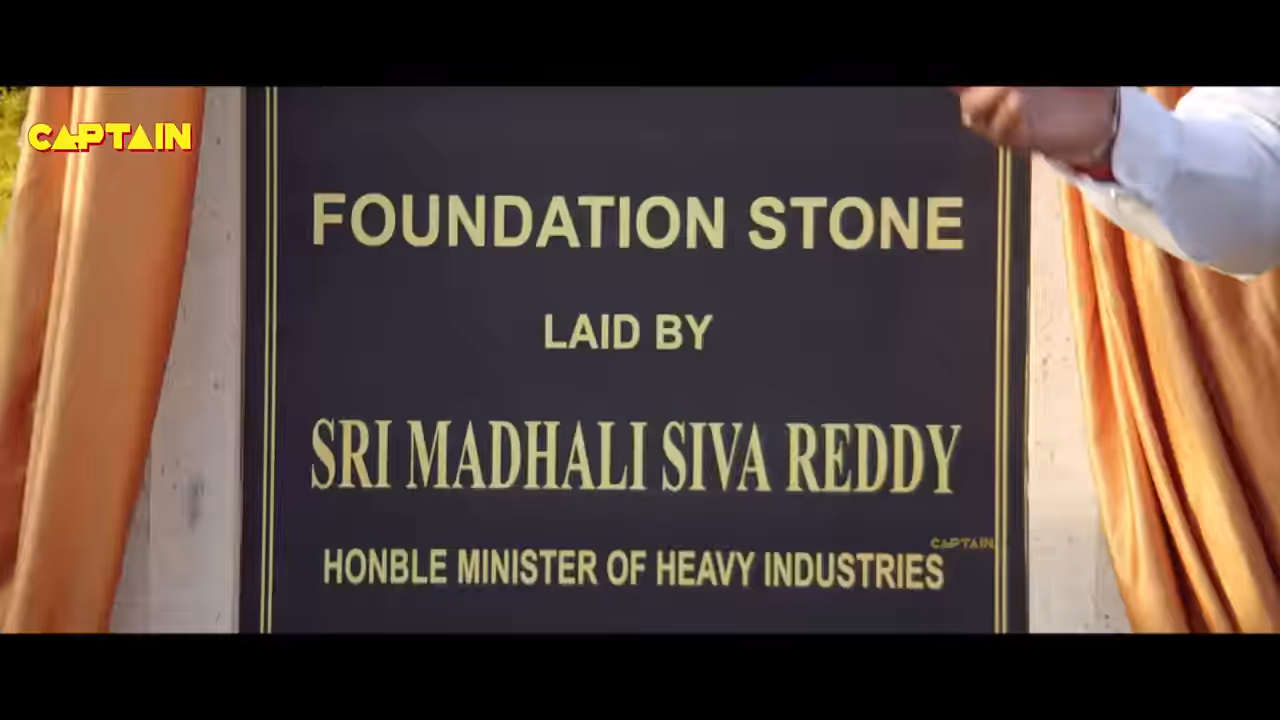 CAPTAIN
FOUNDATION STONE
LAID BY
SRI MADHALI SIVA REDDY
CAPTAIN
HONBLE MINISTER OF HEAVY INDUSTRIES